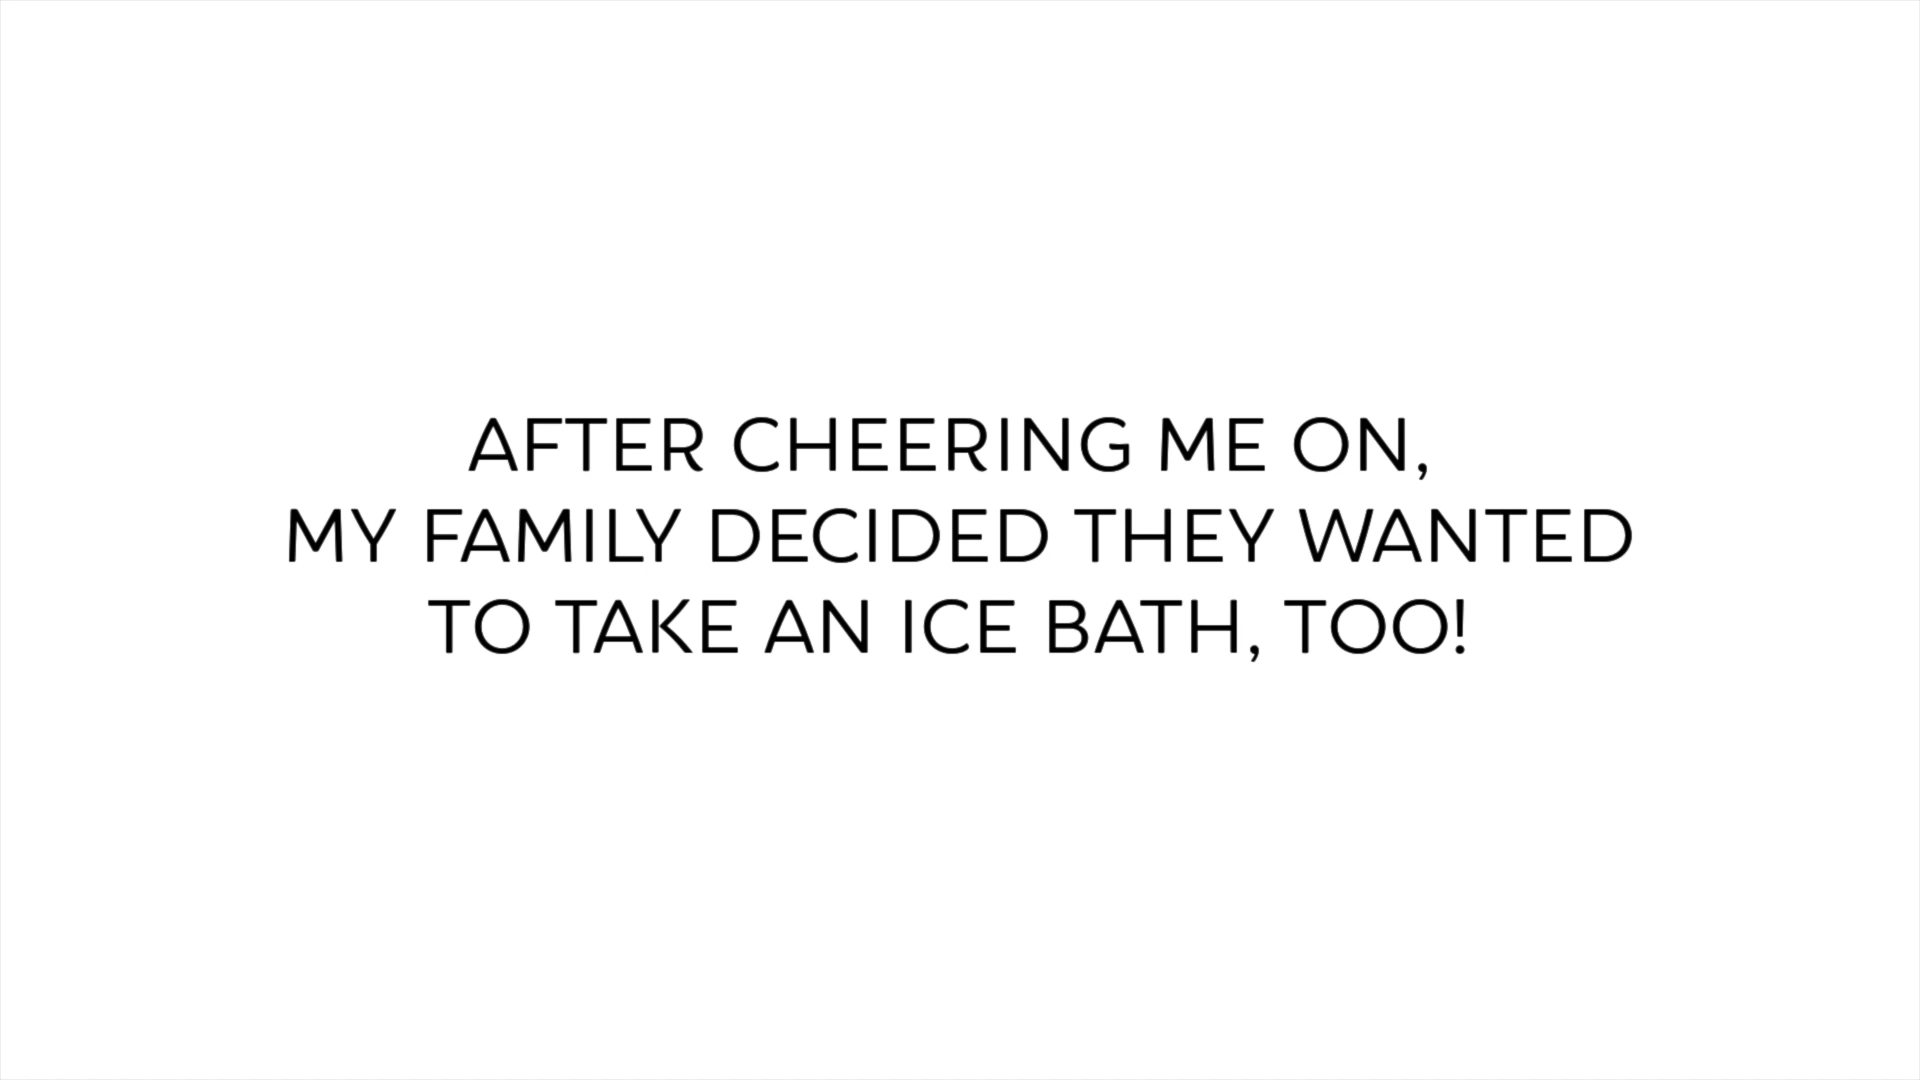 AFTER CHEERING ME ON,
MY FAMILY DECIDED THEY WANTED
TO TAKE AN ICE BATH, TOO!